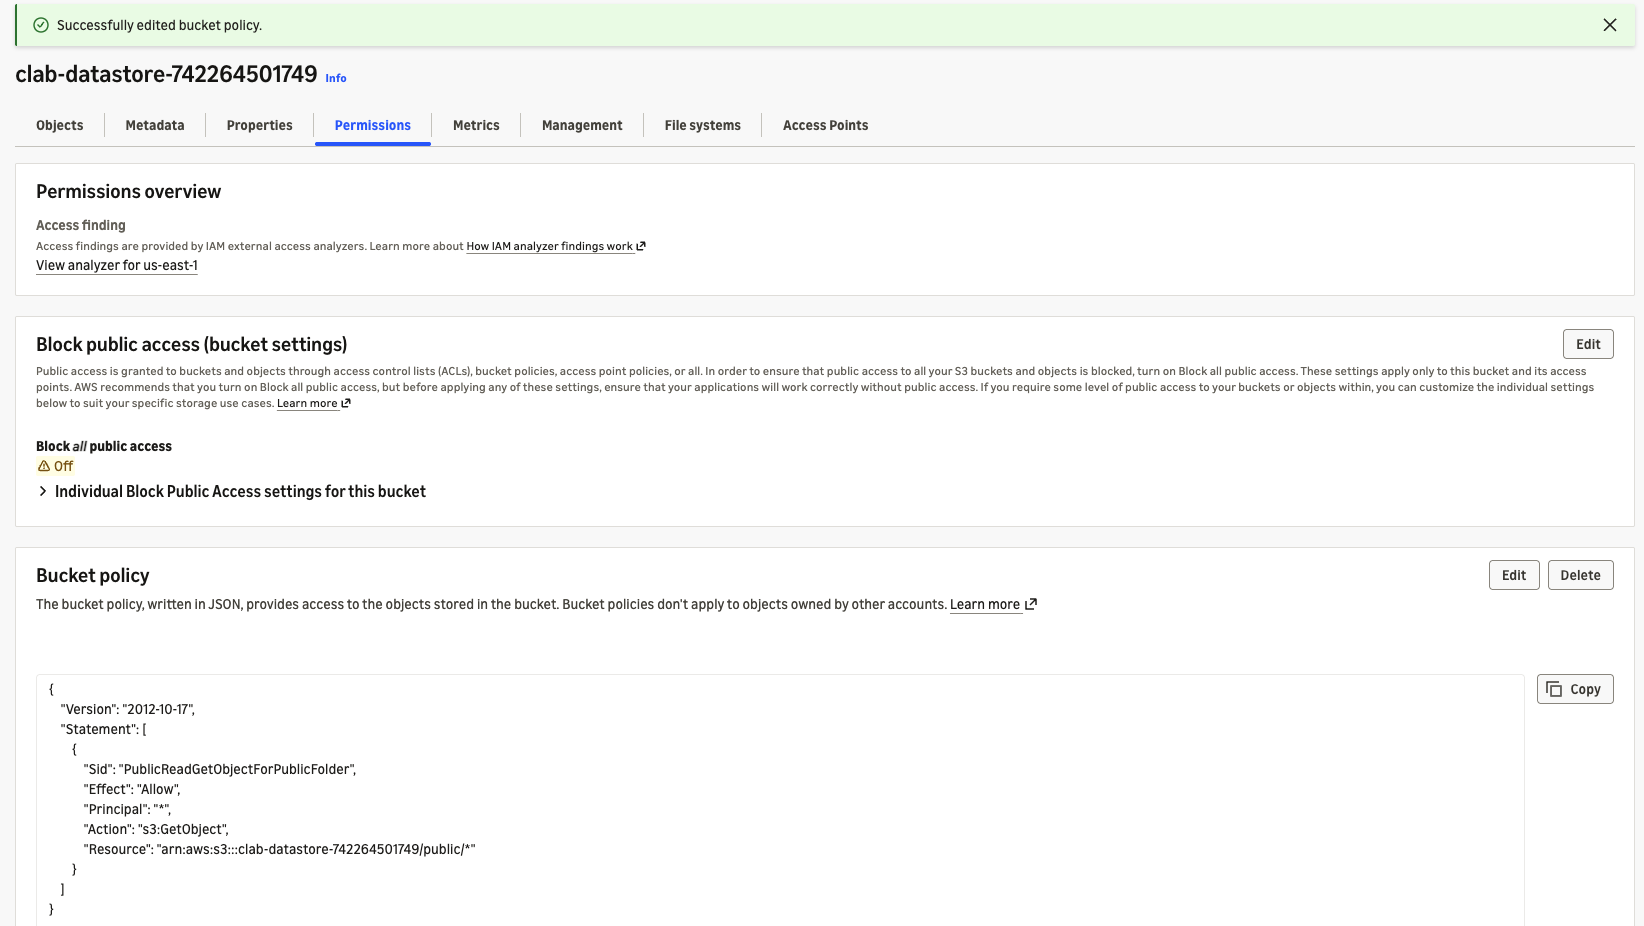 Successfully edited bucket policy.
clab-datastore-742264501749 Info
Objects Metadata Properties Permissions Metrics Management File systems Access Points
Permissions overview
Access finding
Access findings are provided by IAM external access analyzers. Learn more about How IAM analyzer findings work
View analyzer for us-east-1
Block public access (bucket settings) Edit
Public access is granted to buckets and objects through access control lists (ACLs), bucket policies, access point policies, or all. In order to ensure that public access to all your S3 buckets and objects is blocked, turn on Block all public access. These settings apply only to this bucket and its access
points. AWS recommends that you turn on Block all public access, but before applying any of these settings, ensure that your applications will work correctly without public access. If you require some level of public access to your buckets or objects within, you can customize the individual settings
below to suit your specific storage use cases. Learn more
Block all public access
Off
Individual Block Public Access settings for this bucket
Bucket policy Edit Delete
The bucket policy, written in JSON, provides access to the objects stored in the bucket. Bucket policies don't apply to objects owned by other accounts. Learn more
Copy
{
"Version": "2012-10-17",
"Statement": [
{
"Sid": "PublicReadGetObjectForPublicFolder",
"Effect": "Allow",
"Principal": "*",
"Action": "s3:GetObject",
"Resource": "arn:aws:s3:::clab-datastore-742264501749/public/*"
}
]
}